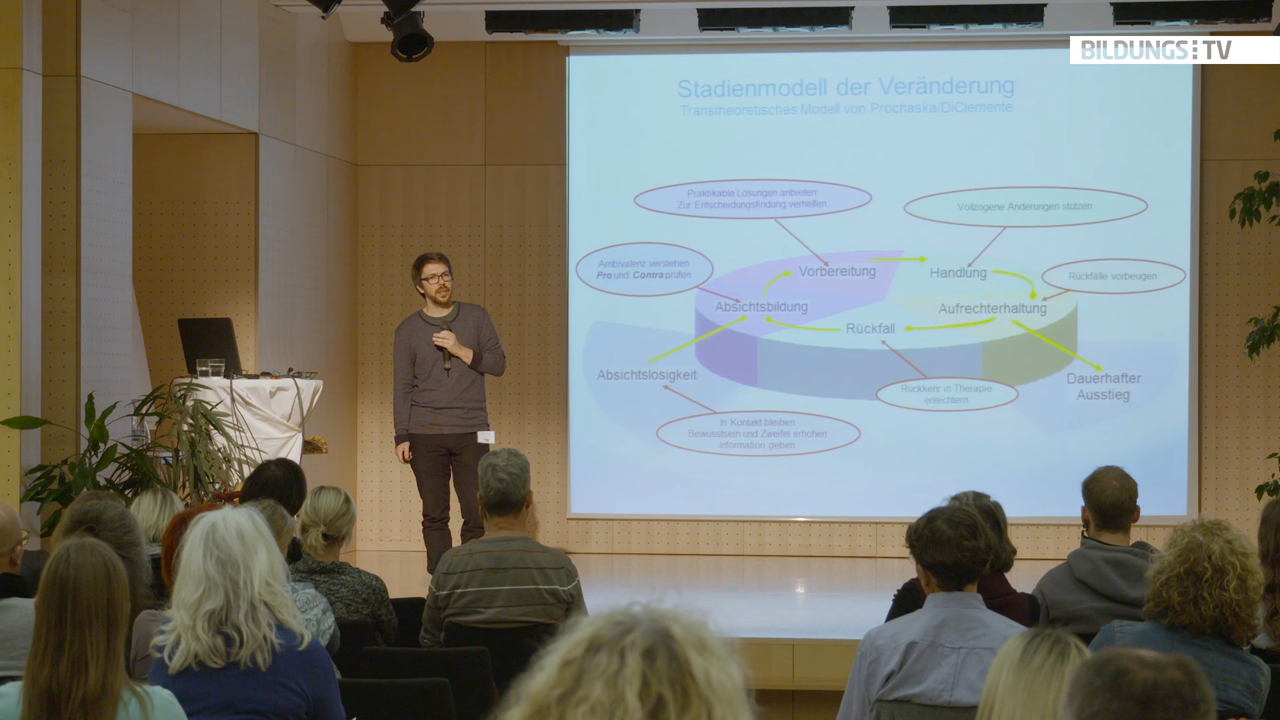 BILDUNGS TV
Stadienmodell der Veränderung
Transtheoretisches Modell von Prochaska/DiClemente
Praktikable Lösungen anbieten
Zur Entscheidungsfindung verhelfen
Vollzogene Änderungen stützen
Ambivalenz verstehen
Pro und Contra prüfen
Vorbereitung
Handlung
Rückfälle vorbeugen
Absichtsbildung
Aufrechterhaltung
Rückfall
Absichtslosigkeit
Rückkehr in Therapie
erleichtern
Dauerhafter
Ausstieg
In Kontakt bleiben
Bewusstsein und Zweifel erhöhen
Information geben